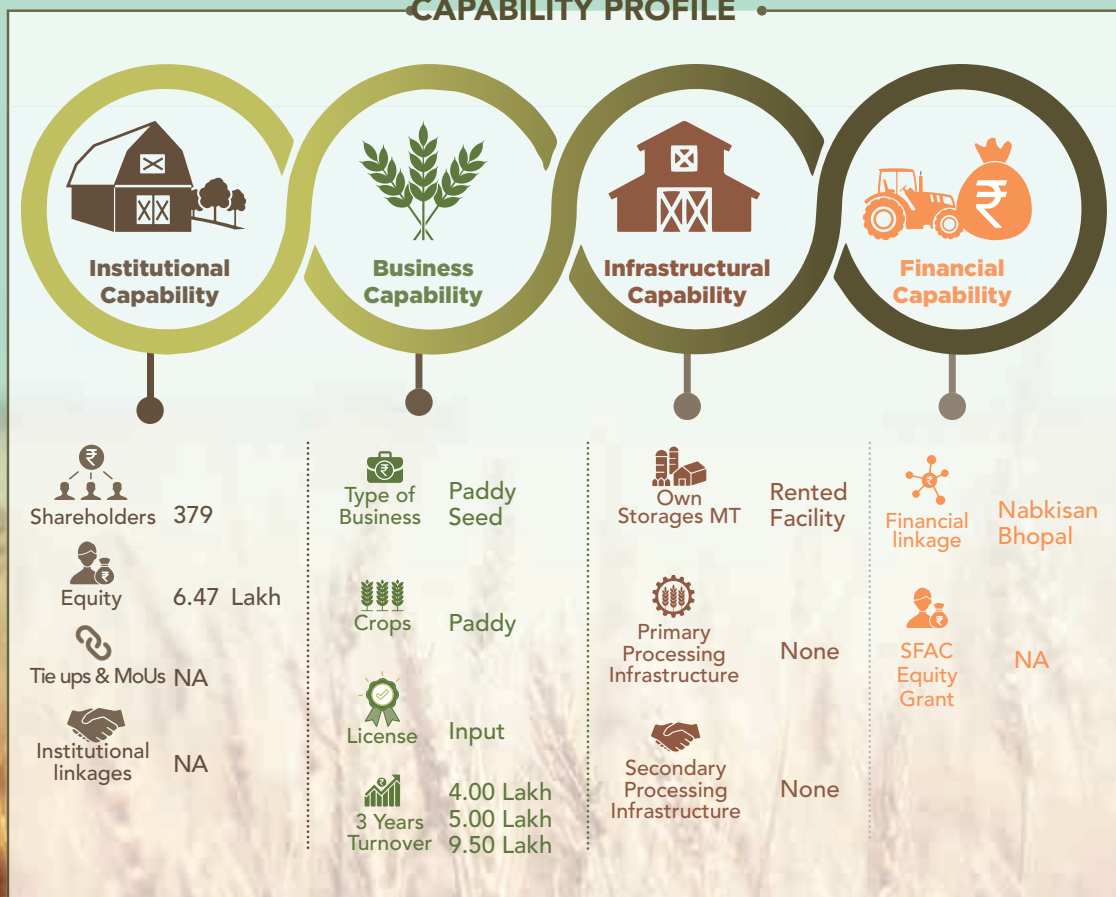 CAPABILITY PROFILE
Institutional
Capability
Business
Capability
Infrastructural
Capability
Financial
Capability
₹
Shareholders 379
Equity 6.47 Lakh
Tie ups & MoUs NA
Institutional
linkages
NA
Type of
Business
Paddy
Seed
Crops Paddy
License Input
3 Years
Turnover
4.00 Lakh
5.00 Lakh
9.50 Lakh
Own
Storages MT
Rented
Facility
Primary
Processing
Infrastructure
None
Secondary
Processing
Infrastructure
None
Financial
linkage
Nabkisan
Bhopal
SFAC
Equity
Grant
NA